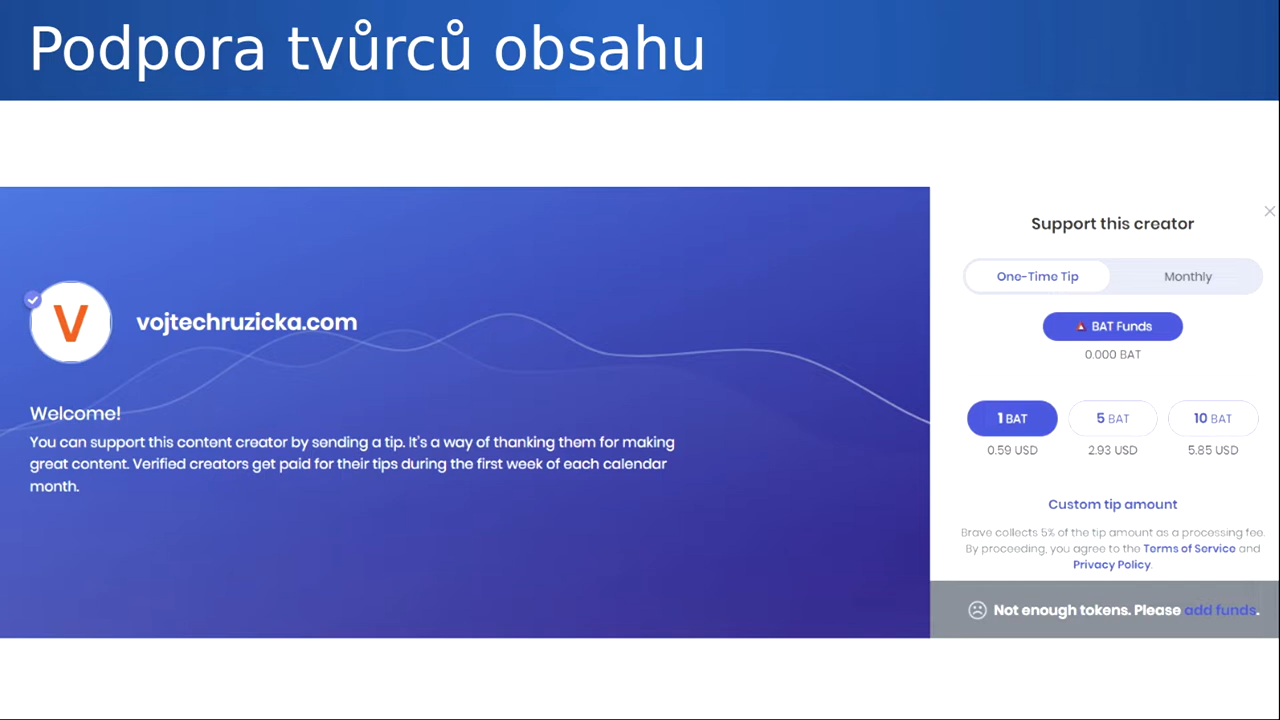 Podpora tvůrců obsahu
V
vojtechruzicka.com
Welcome!
You can support this content creator by sending a tip. It's a way of thanking them for making
great content. Verified creators get paid for their tips during the first week of each calendar
month.
Support this creator
One-Time Tip Monthly
BAT Funds
0.000 BAT
1 BAT 5 BAT 10 BAT
0.59 USD 2.93 USD 5.85 USD
Custom tip amount
Brave collects 5% of the tip amount as a processing fee.
By proceeding, you agree to the Terms of Service and
Privacy Policy.
Not enough tokens. Please add funds.